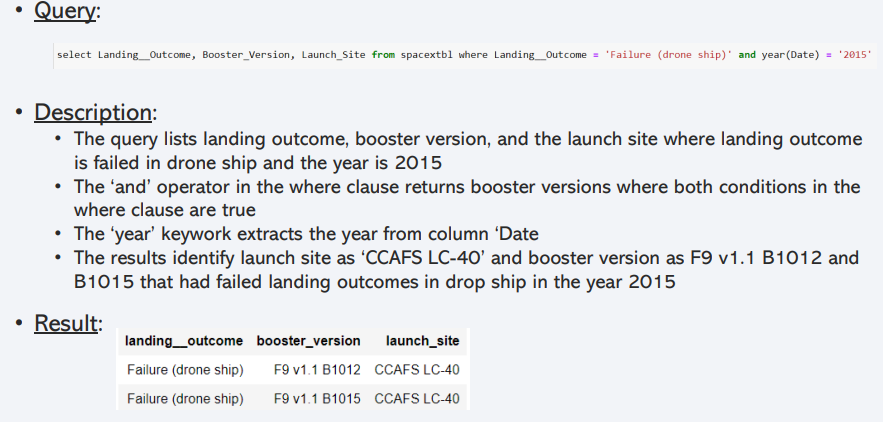 • Query:
select Landing__Outcome, Booster_Version, Launch_Site from spacextbl where Landing__Outcome = 'Failure (drone ship)' and year(Date) = '2015'
• Description:
• The query lists landing outcome, booster version, and the launch site where landing outcome
is failed in drone ship and the year is 2015
• The ‘and’ operator in the where clause returns booster versions where both conditions in the
where clause are true
• The ‘year’ keywork extracts the year from column ‘Date
• The results identify launch site as ‘CCAFS LC-40’ and booster version as F9 v1.1 B1012 and
B1015 that had failed landing outcomes in drop ship in the year 2015
• Result:
landing__outcome booster_version launch_site
Failure (drone ship) F9 v1.1 B1012 CCAFS LC-40
Failure (drone ship) F9 v1.1 B1015 CCAFS LC-40